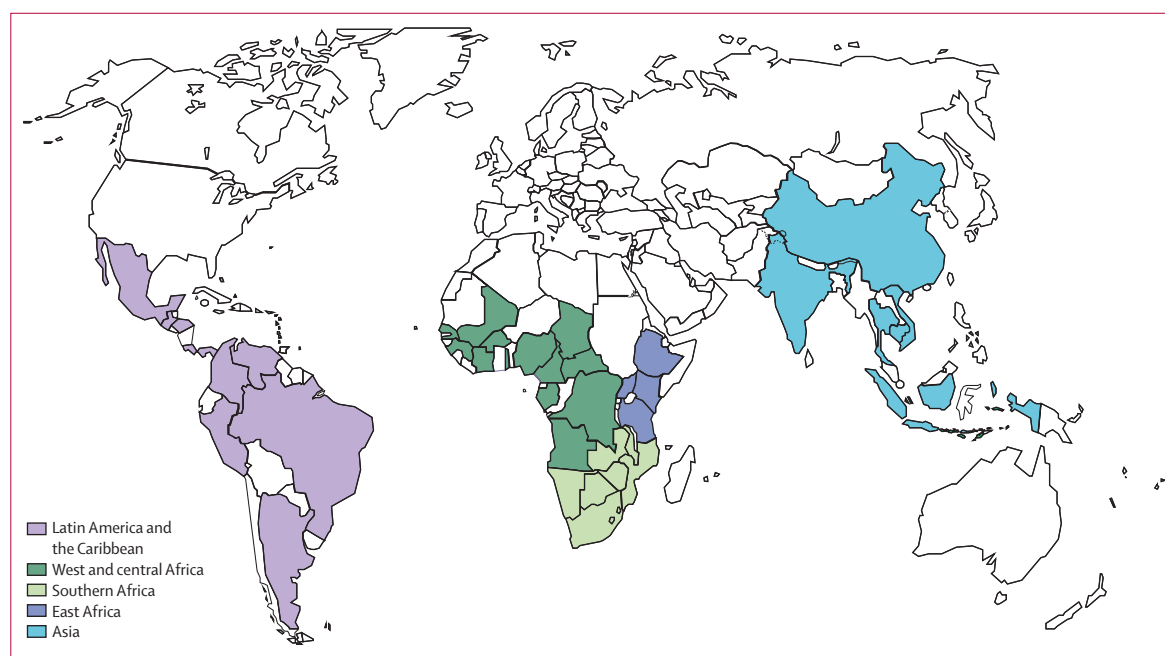 Latin America and
the Caribbean
West and central Africa
Southern Africa
East Africa
Asia